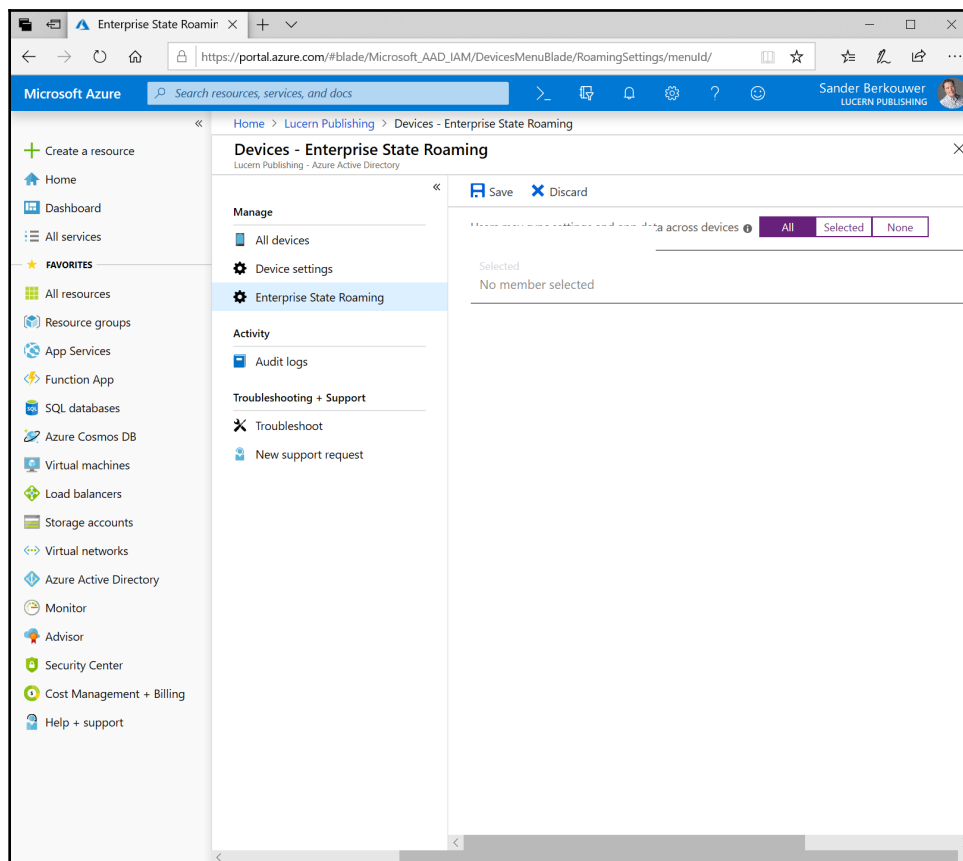 Enterprise State Roamin
https://portal.azure.com/#blade/Microsoft_AAD_IAM/DevicesMenuBlade/RoamingSettings/menuId/
Microsoft Azure
Search resources, services, and docs
Sander Berkouwer
LUCERN PUBLISHING
Home > Lucern Publishing > Devices - Enterprise State Roaming
Devices - Enterprise State Roaming
Lucern Publishing - Azure Active Directory
Create a resource
Home
Dashboard
All services
FAVORITES
All resources
Resource groups
App Services
Function App
SQL databases
Azure Cosmos DB
Virtual machines
Load balancers
Storage accounts
Virtual networks
Azure Active Directory
Monitor
Advisor
Security Center
Cost Management + Billing
Help + support
Manage
All devices
Device settings
Enterprise State Roaming
Activity
Audit logs
Troubleshooting + Support
Troubleshoot
New support request
Save Discard
across devices All Selected None
Selected
No member selected